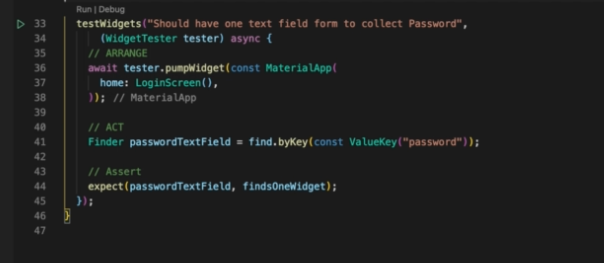 Run | Debug
33 testWidgets("Should have one text field form to collect Password",
34 (WidgetTester tester) async {
35 // ARRANGE
36 await tester.pumpWidget(const MaterialApp(
37 home: LoginScreen(),
38 )); // MaterialApp
39
40 // ACT
41 Finder passwordTextField = find.byKey(const ValueKey("password"));
42
43 // Assert
44 expect(passwordTextField, findsOneWidget);
45 });
46 }
47